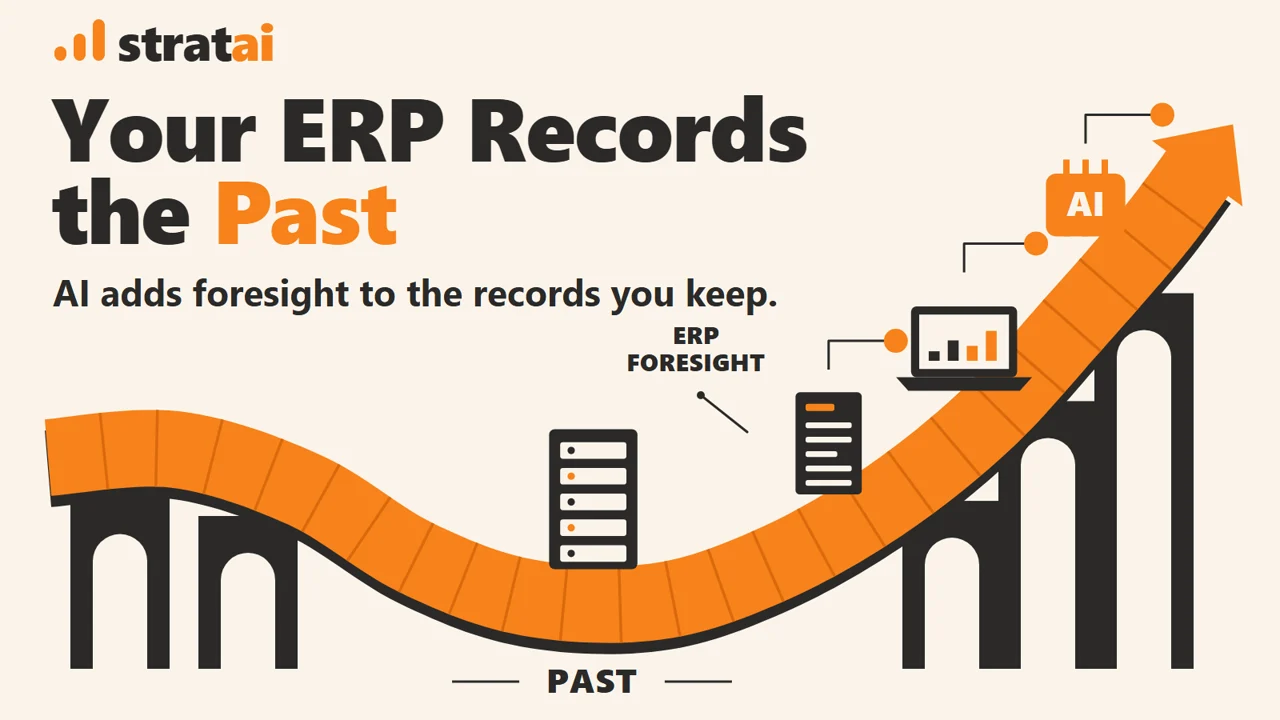 stratai
Your ERP Records
the Past
AI adds foresight to the records you keep.
ERP
FORESIGHT
AI
PAST